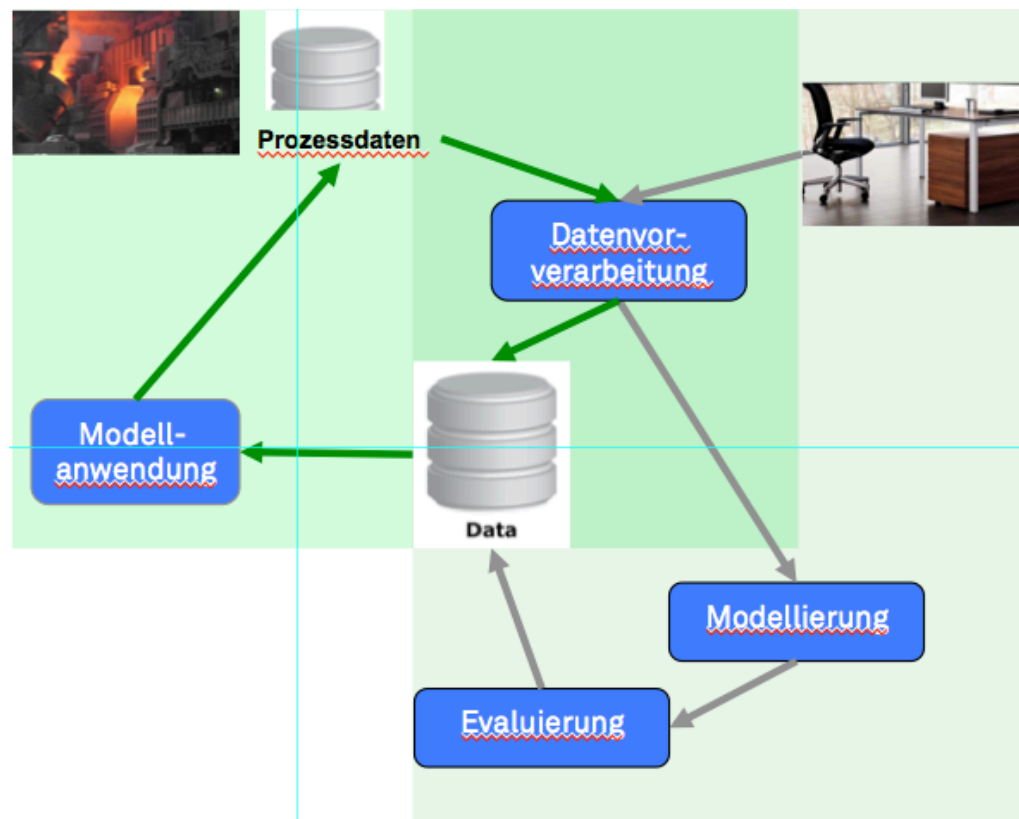 Prozessdaten
Datenvor-
verarbeitung
Modell-
anwendung
Data
Modellierung
Evaluierung